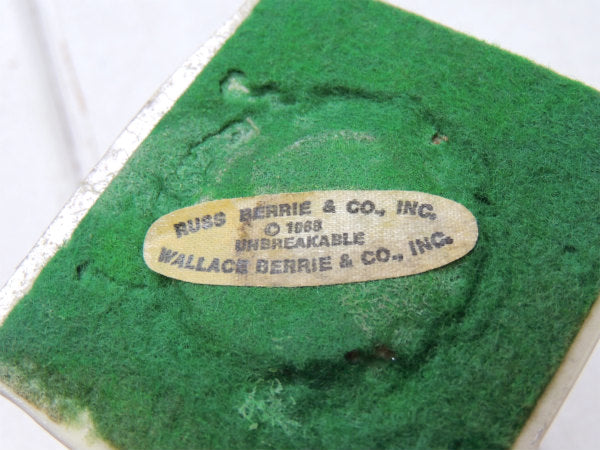 RUSS BERRIE & CO., INC.
© 1968
UNBREAKABLE
WALLACE BERRIE & CO., INC.